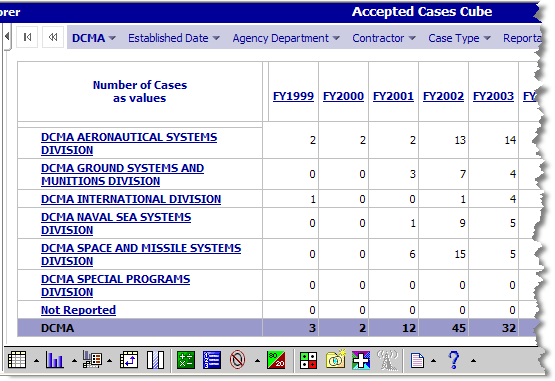 orer Accepted Cases Cube
DCMA Established Date Agency Department Contractor Case Type Reporta
Number of Cases
as values FY1999 FY2000 FY2001 FY2002 FY2003
DCMA AERONAUTICAL SYSTEMS
DIVISION 2 2 2 13 14
DCMA GROUND SYSTEMS AND
MUNITIONS DIVISION 0 0 3 7 4
DCMA INTERNATIONAL DIVISION 1 0 0 1 4
DCMA NAVAL SEA SYSTEMS
DIVISION 0 0 1 9 5
DCMA SPACE AND MISSILE SYSTEMS
DIVISION 0 0 6 15 5
DCMA SPECIAL PROGRAMS
DIVISION 0 0 0 0 0
Not Reported 0 0 0 0 0
DCMA 3 2 12 45 32
80
20
?